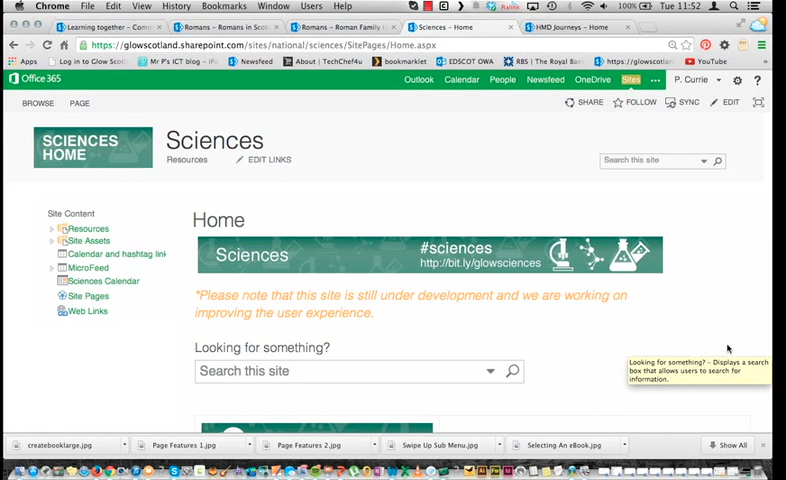 Chrome File Edit View History Bookmarks Window Users Help 100% Tue 11:52
Learning together – Comm
Romans – Romans in Scotl
Romans – Roman Family L
Sciences – Home
HMD Journeys – Home
https://glowscotland.sharepoint.com/sites/national/sciences/SitePages/Home.aspx
Apps Log in to Glow Scotl Mr P's ICT blog - iPa Newsfeed About | TechChef4u bookmarklet EDSCOT OWA RBS | The Royal Ba https://glowscotland YouTube
Office 365 Outlook Calendar People Newsfeed OneDrive Sites ... P. Currie ?
BROWSE PAGE SHARE FOLLOW SYNC EDIT
SCIENCES
HOME
Sciences
Resources EDIT LINKS
Search this site
Site Content
Resources
Site Assets
Calendar and hashtag link
MicroFeed
Sciences Calendar
Site Pages
Web Links
Home
Sciences
#sciences
http://bit.ly/glowsciences
*Please note that this site is still under development and we are working on
improving the user experience.
Looking for something?
Search this site
Looking for something? - Displays a search
box that allows users to search for
information.
createbooklarge.jpg Page Features 1.jpg Page Features 2.jpg Swipe Up Sub Menu.jpg Selecting An eBook.jpg Show All